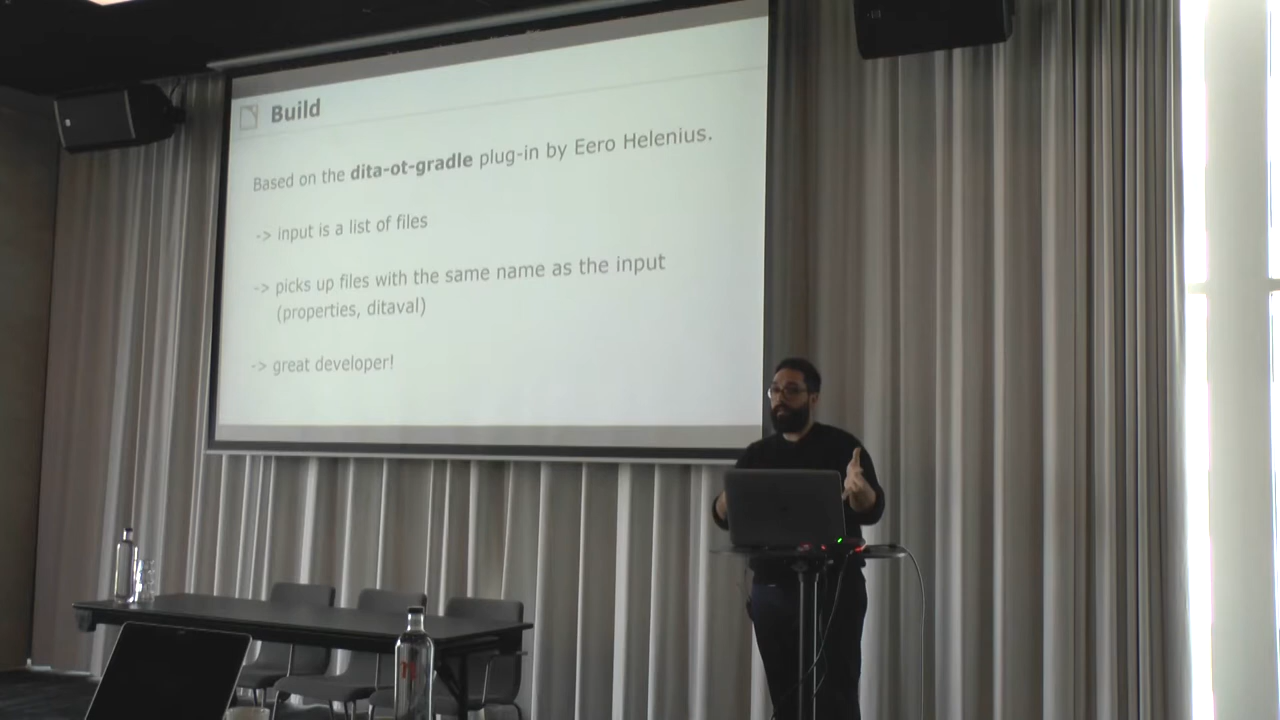 Build
Based on the dita-ot-gradle plug-in by Eero Helenius.
-> input is a list of files
-> picks up files with the same name as the input
(properties, ditaval)
-> great developer!